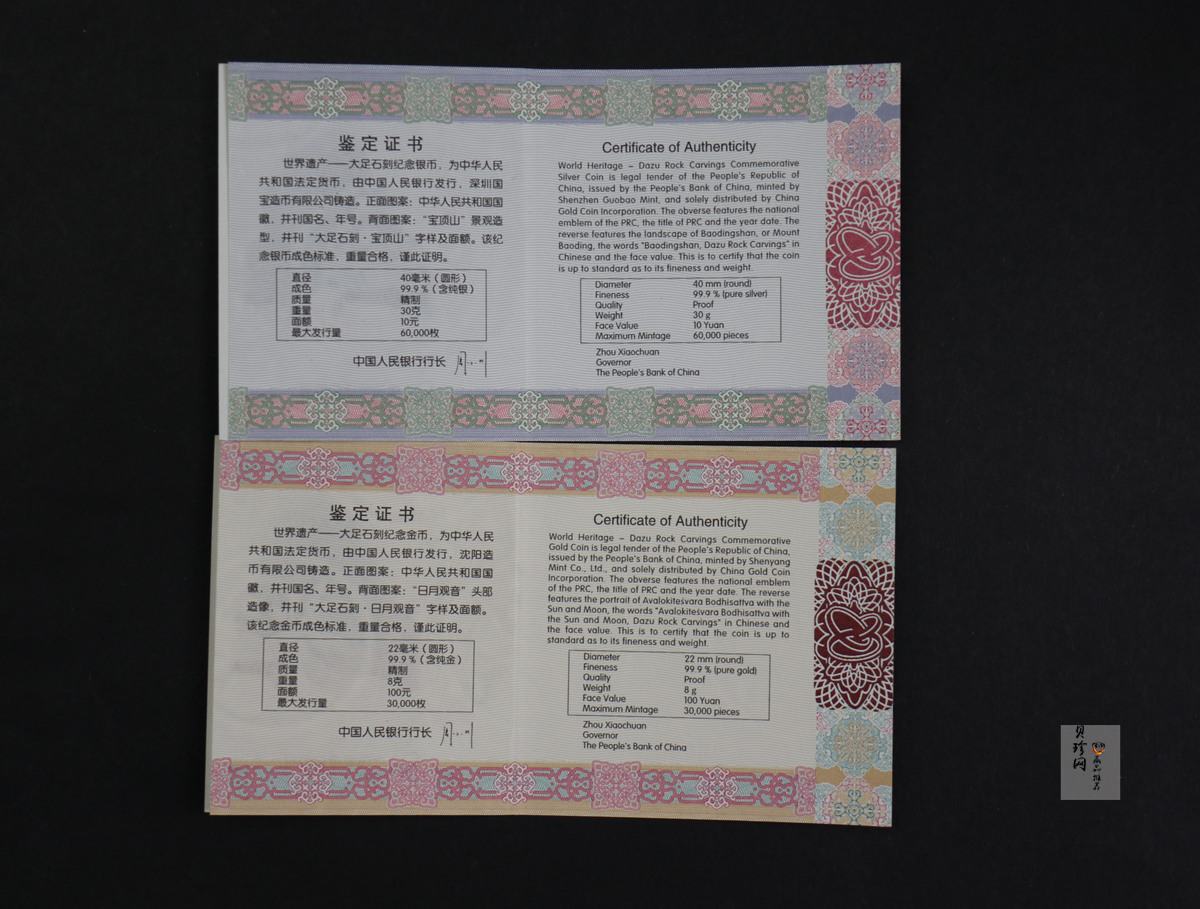 鉴定证书
世界遗产——大足石刻纪念银币，为中华人民
共和国法定货币，由中国人民银行发行，深圳国
宝造币有限公司铸造。正面图案：中华人民共和国国
徽，并刊国名、年号。背面图案：“宝顶山”景观造
型，并刊“大足石刻·宝顶山”字样及面额。该纪
念银币成色标准，重量合格，谨此证明。
直径 40毫米（圆形）
成色 99.9％（含纯银）
质量 精制
重量 30克
面额 10元
最大发行量 60,000枚
中国人民银行行长
Certificate of Authenticity
World Heritage – Dazu Rock Carvings Commemorative
Silver Coin is legal tender of the People's Republic of
China, issued by the People's Bank of China, minted by
Shenzhen Guobao Mint, and solely distributed by China
Gold Coin Incorporation. The obverse features the national
emblem of the PRC, the title of PRC and the year date. The
reverse features the landscape of Baodingshan, or Mount
Baoding, the words "Baodingshan, Dazu Rock Carvings" in
Chinese and the face value. This is to certify that the coin
is up to standard as to its fineness and weight.
Diameter 40 mm (round)
Fineness 99.9 % (pure silver)
Quality Proof
Weight 30 g
Face Value 10 Yuan
Maximum Mintage 60,000 pieces
Zhou Xiaochuan
Governor
The People's Bank of China
鉴定证书
世界遗产——大足石刻纪念金币，为中华人民
共和国法定货币，由中国人民银行发行，沈阳造
币有限公司铸造。正面图案：中华人民共和国国
徽，并刊国名、年号。背面图案：“日月观音”头部
造像，并刊“大足石刻·日月观音”字样及面额。
该纪念金币成色标准，重量合格，谨此证明。
直径 22毫米（圆形）
成色 99.9％（含纯金）
质量 精制
重量 8克
面额 100元
最大发行量 30,000枚
中国人民银行行长
Certificate of Authenticity
World Heritage – Dazu Rock Carvings Commemorative
Gold Coin is legal tender of the People's Republic of China,
issued by the People's Bank of China, minted by Shenyang
Mint Co., Ltd., and solely distributed by China Gold Coin
Incorporation. The obverse features the national emblem
of the PRC, the title of PRC and the year date. The reverse
features the portrait of Avalokiteśvara Bodhisattva with the
Sun and Moon, the words "Avalokiteśvara Bodhisattva with
the Sun and Moon, Dazu Rock Carvings" in Chinese and
the face value. This is to certify that the coin is up to
standard as to its fineness and weight.
Diameter 22 mm (round)
Fineness 99.9 % (pure gold)
Quality Proof
Weight 8 g
Face Value 100 Yuan
Maximum Mintage 30,000 pieces
Zhou Xiaochuan
Governor
The People's Bank of China
贝珍网
藏品推荐